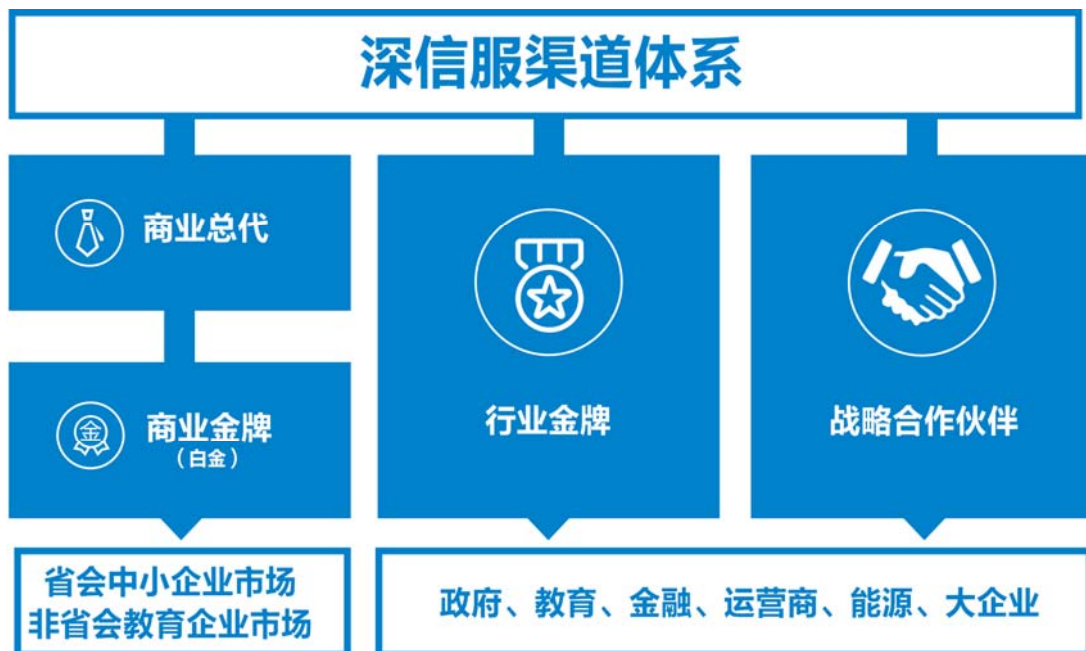 深信服渠道体系
商业总代
金
商业金牌
（白金）
行业金牌
战略合作伙伴
省会中小企业市场
非省会教育企业市场
政府、教育、金融、运营商、能源、大企业